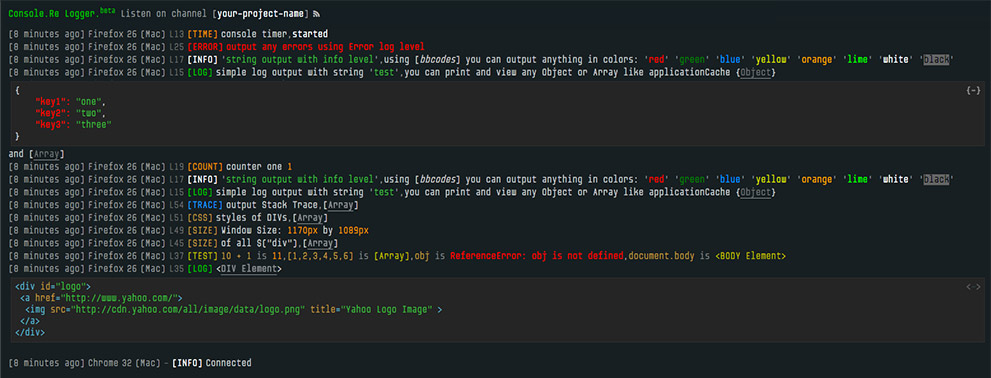 Console.Re Logger.beta Listen on channel [your-project-name]
[8 minutes ago] Firefox 26 (Mac) L13 [TIME] console timer,started
[8 minutes ago] Firefox 26 (Mac) L25 [ERROR] output any errors using Error log level
[8 minutes ago] Firefox 26 (Mac) L17 [INFO] 'string output with info level',using [bbcodes] you can output anything in colors: 'red' 'green' 'blue' 'yellow' 'orange' 'lime' 'white' 'black'
[8 minutes ago] Firefox 26 (Mac) L15 [LOG] simple log output with string 'test',you can print and view any Object or Array like applicationCache {Object}
{ {-}
"key1": "one",
"key2": "two",
"key3": "three"
}
and [Array]
[8 minutes ago] Firefox 26 (Mac) L19 [COUNT] counter one 1
[8 minutes ago] Firefox 26 (Mac) L17 [INFO] 'string output with info level',using [bbcodes] you can output anything in colors: 'red' 'green' 'blue' 'yellow' 'orange' 'lime' 'white' 'black'
[8 minutes ago] Firefox 26 (Mac) L15 [LOG] simple log output with string 'test',you can print and view any Object or Array like applicationCache {Object}
[8 minutes ago] Firefox 26 (Mac) L54 [TRACE] output Stack Trace,[Array]
[8 minutes ago] Firefox 26 (Mac) L51 [CSS] styles of DIVs,[Array]
[8 minutes ago] Firefox 26 (Mac) L49 [SIZE] Window Size: 1170px by 1089px
[8 minutes ago] Firefox 26 (Mac) L45 [SIZE] of all $("div"),[Array]
[8 minutes ago] Firefox 26 (Mac) L37 [TEST] 10 + 1 is 11,[1,2,3,4,5,6] is [Array],obj is ReferenceError: obj is not defined,document.body is <BODY Element>
[8 minutes ago] Firefox 26 (Mac) L35 [LOG] <DIV Element>
<div id="logo"> <->
<a href="http://www.yahoo.com/">
<img src="http://cdn.yahoo.com/all/image/data/logo.png" title="Yahoo Logo Image" >
</a>
</div>
[8 minutes ago] Chrome 32 (Mac) - [INFO] Connected